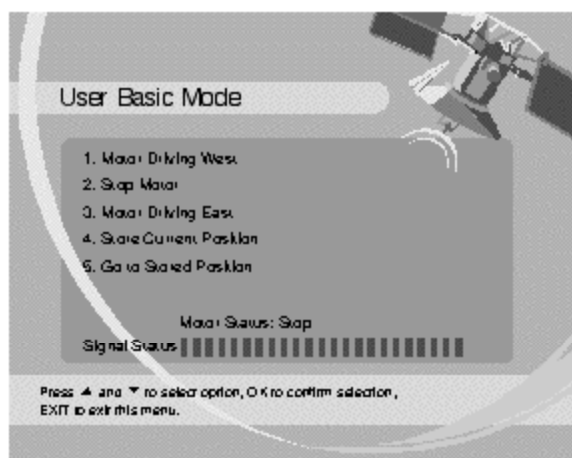 User Basic Mode
1. Motor Driving West
2. Stop Motor
3. Motor Driving East
4. Store Current Position
5. Go to Stored Position
Motor Status: Stop
Signal Status
Press ▲ and ▼ to select option, OK to confirm selection,
EXIT to exit this menu.